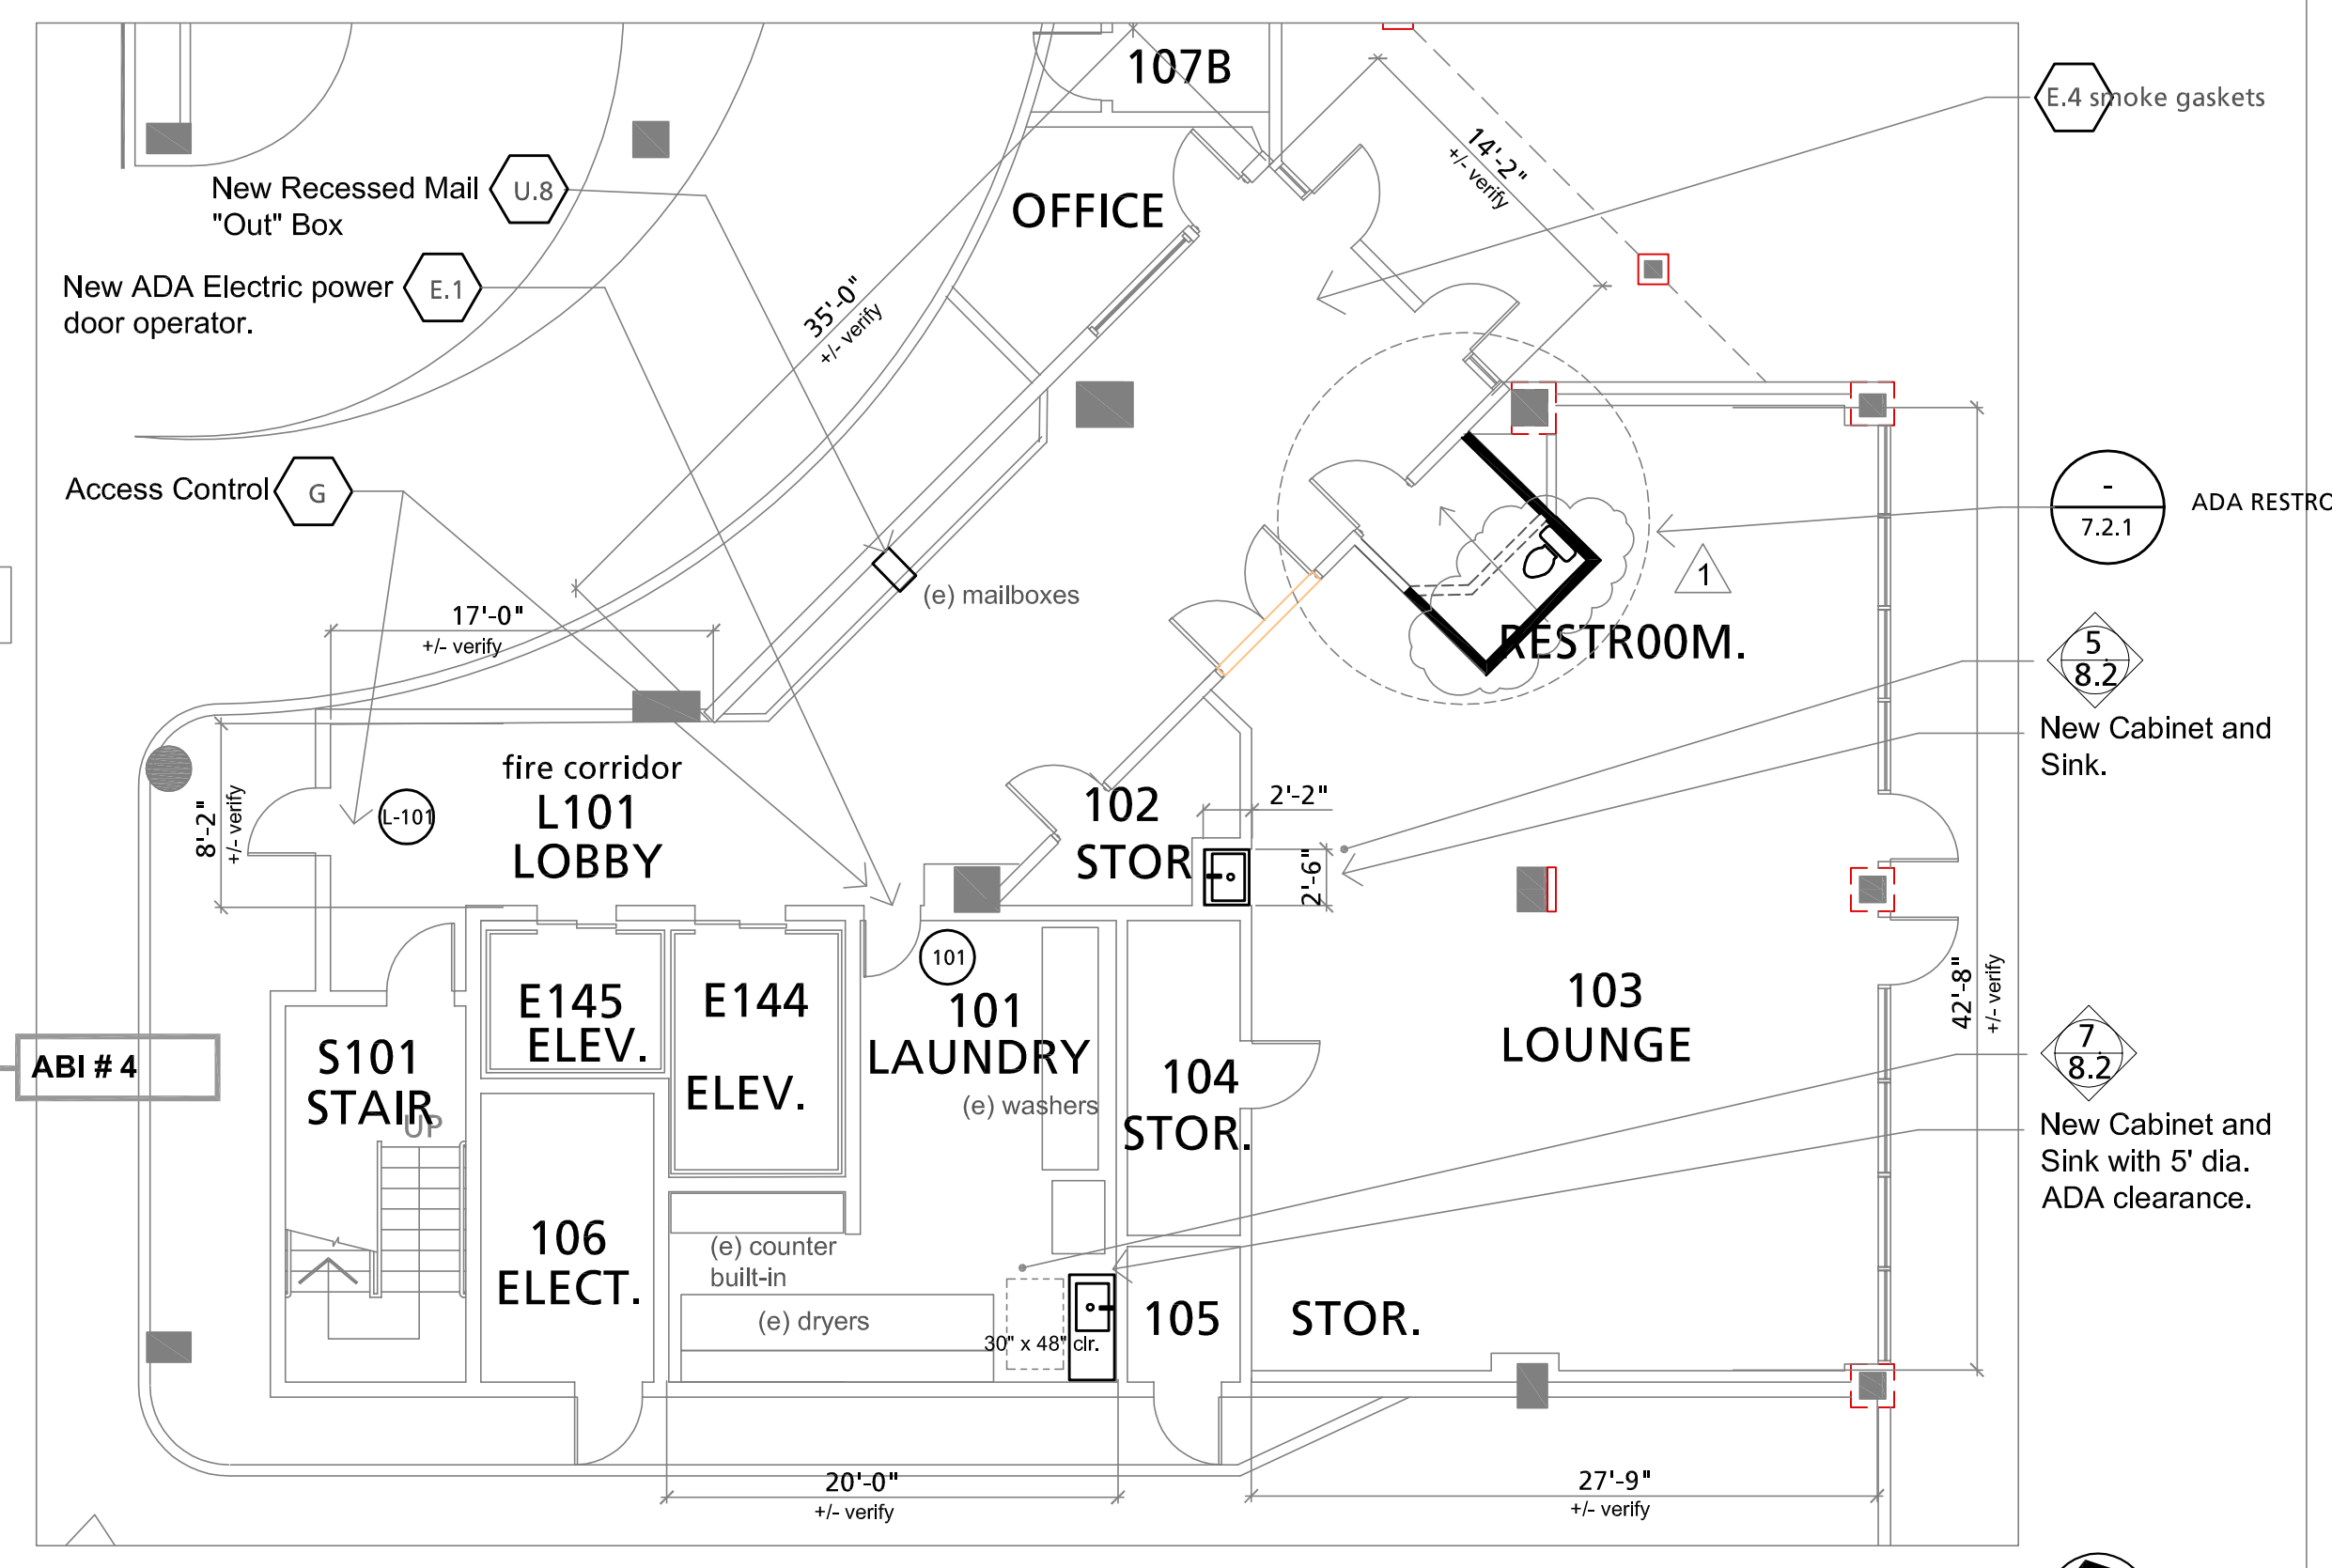 107B
E.4 smoke gaskets
14'-2"
+/- verify
New Recessed Mail
"Out" Box
U.8
OFFICE
New ADA Electric power
door operator.
E.1
35'-0"
+/- verify
Access Control
G
-
7.2.1
ADA RESTRO
1
(e) mailboxes
17'-0"
+/- verify
RESTR00M.
5
8.2
New Cabinet and
Sink.
fire corridor
L101
LOBBY
L-101
8'-2"
+/- verify
102
STOR
2'-2"
2'-6"
101
103
LOUNGE
42'-8"
+/- verify
E145
ELEV.
E144
ELEV.
101
LAUNDRY
(e) washers
ABI # 4
S101
STAIR
UP
104
STOR.
7
8.2
New Cabinet and
Sink with 5' dia.
ADA clearance.
106
ELECT.
(e) counter
built-in
(e) dryers
30" x 48" clr.
105
STOR.
20'-0"
+/- verify
27'-9"
+/- verify